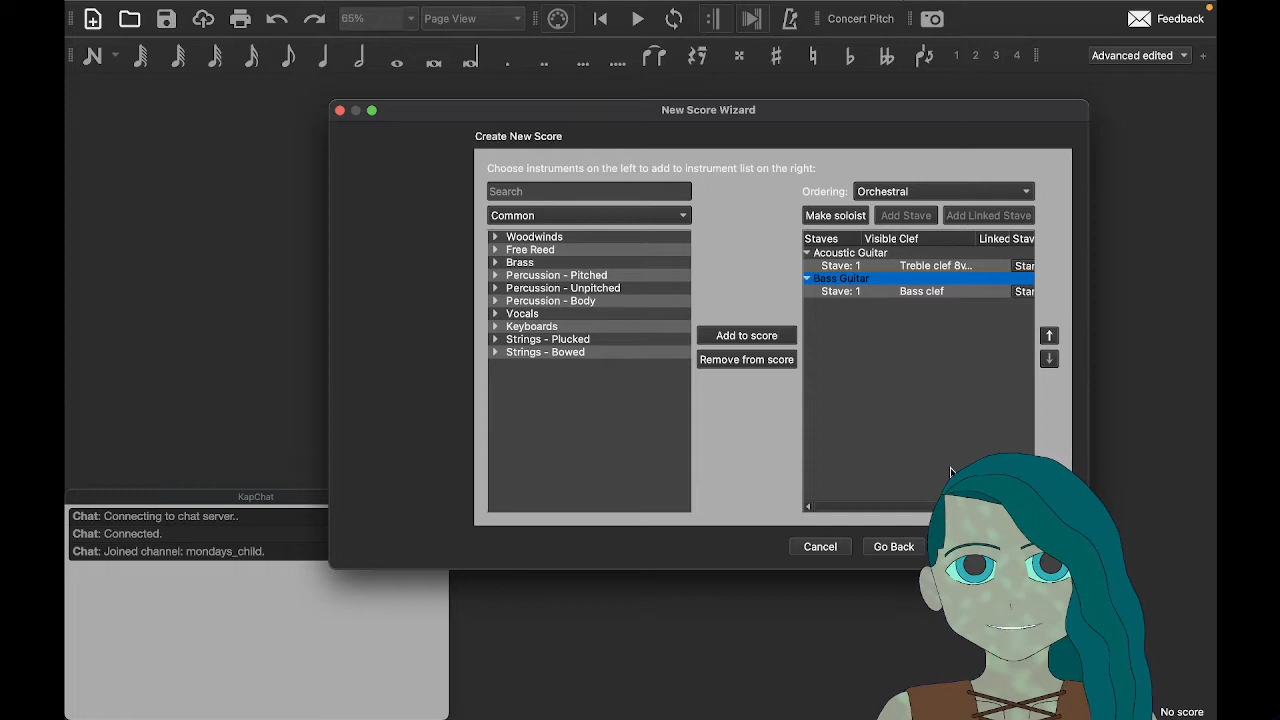 65%
Page View
Concert Pitch
Feedback
1 2 3 4
Advanced edited
+
New Score Wizard
Create New Score
Choose instruments on the left to add to instrument list on the right:
Search
Ordering: Orchestral
Common
Make soloist Add Stave Add Linked Stave
Woodwinds
Free Reed
Brass
Percussion - Pitched
Percussion - Unpitched
Percussion - Body
Vocals
Keyboards
Strings - Plucked
Strings - Bowed
Staves Visible Clef Linked Stav
Acoustic Guitar
Stave: 1 Treble clef 8v... Star
Bass Guitar
Stave: 1 Bass clef Star
Add to score
Remove from score
Cancel Go Back
KapChat
Chat: Connecting to chat server..
Chat: Connected.
Chat: Joined channel: mondays_child.
No score